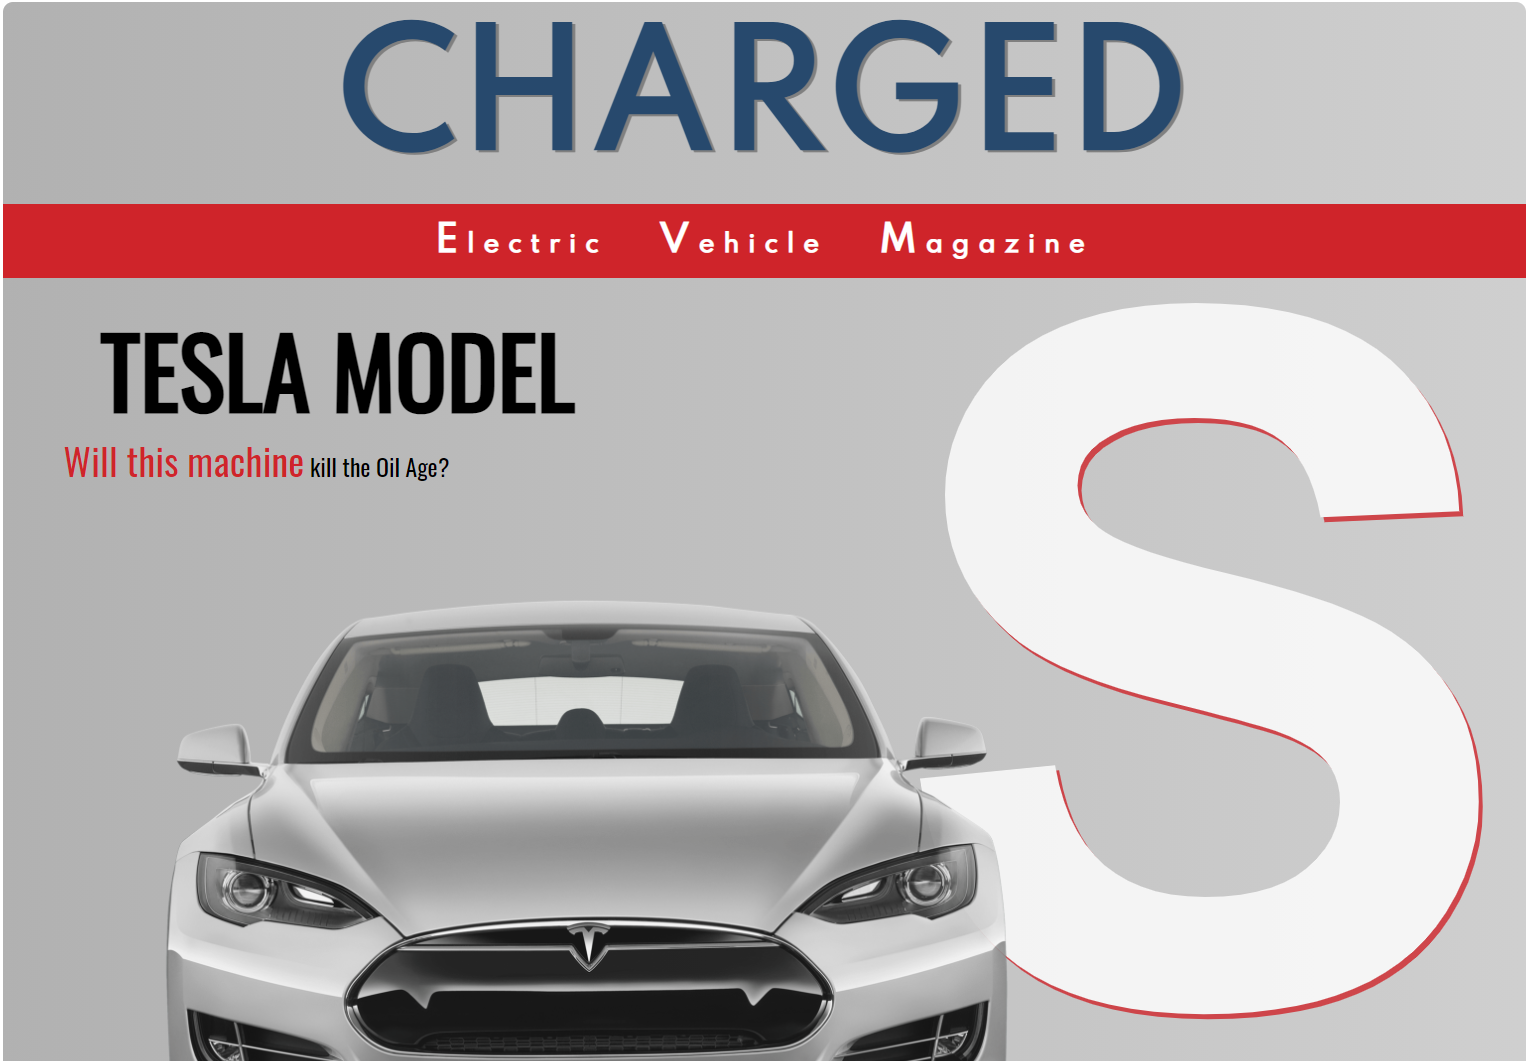 CHARGED
Electric Vehicle Magazine
TESLA MODEL
S
Will this machine kill the Oil Age?